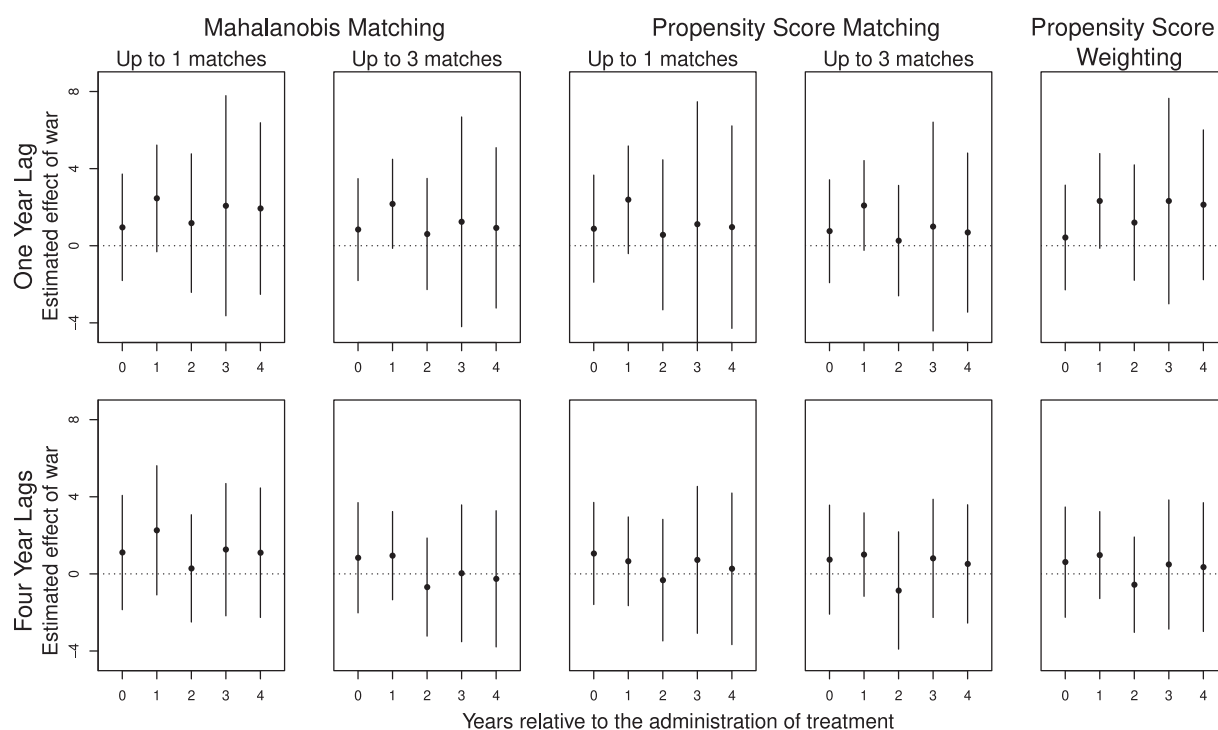 Mahalanobis Matching
Propensity Score Matching
Propensity Score
Weighting
Up to 1 matches
Up to 3 matches
Up to 1 matches
Up to 3 matches
One Year Lag
Estimated effect of war
8
4
0
−4
0 1 2 3 4
0 1 2 3 4
0 1 2 3 4
0 1 2 3 4
0 1 2 3 4
Four Year Lags
Estimated effect of war
8
4
0
−4
0 1 2 3 4
0 1 2 3 4
0 1 2 3 4
0 1 2 3 4
0 1 2 3 4
Years relative to the administration of treatment